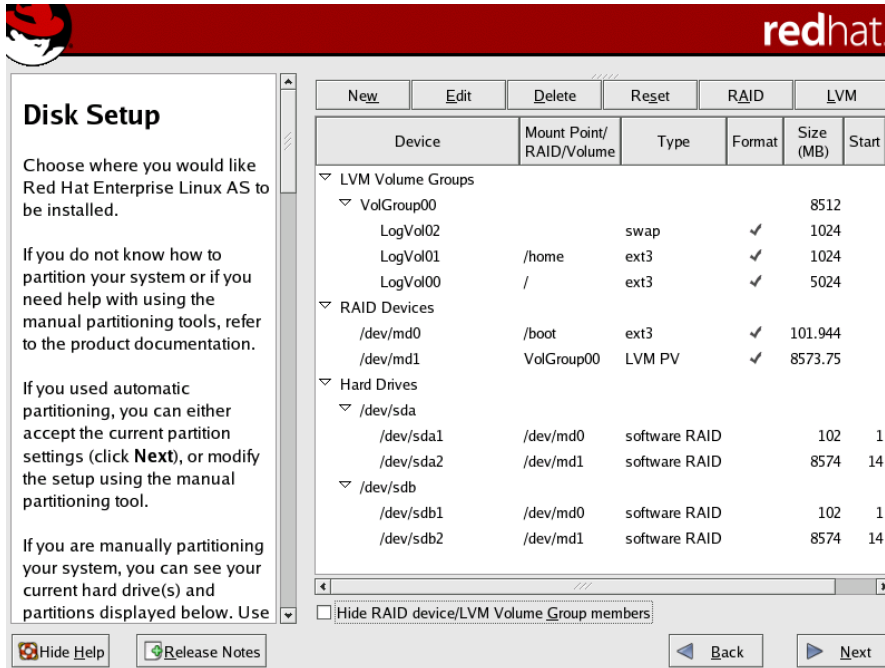 redhat.
Disk Setup
Choose where you would like
Red Hat Enterprise Linux AS to
be installed.
If you do not know how to
partition your system or if you
need help with using the
manual partitioning tools, refer
to the product documentation.
If you used automatic
partitioning, you can either
accept the current partition
settings (click Next), or modify
the setup using the manual
partitioning tool.
If you are manually partitioning
your system, you can see your
current hard drive(s) and
partitions displayed below. Use
New Edit Delete Reset RAID LVM
Device Mount Point/ RAID/Volume Type Format Size (MB) Start
LVM Volume Groups
VolGroup00 8512
LogVol02 swap 1024
LogVol01 /home ext3 1024
LogVol00 / ext3 5024
RAID Devices
/dev/md0 /boot ext3 101.944
/dev/md1 VolGroup00 LVM PV 8573.75
Hard Drives
/dev/sda
/dev/sda1 /dev/md0 software RAID 102 1
/dev/sda2 /dev/md1 software RAID 8574 14
/dev/sdb
/dev/sdb1 /dev/md0 software RAID 102 1
/dev/sdb2 /dev/md1 software RAID 8574 14
Hide RAID device/LVM Volume Group members
Hide Help Release Notes Back Next